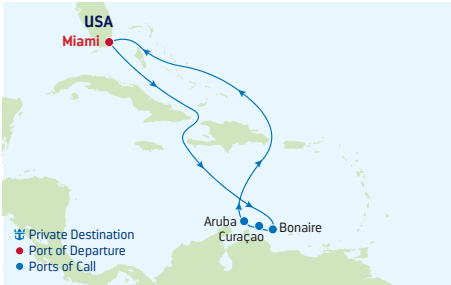 USA
Miami
Aruba
Curaçao
Bonaire
Private Destination
Port of Departure
Ports of Call